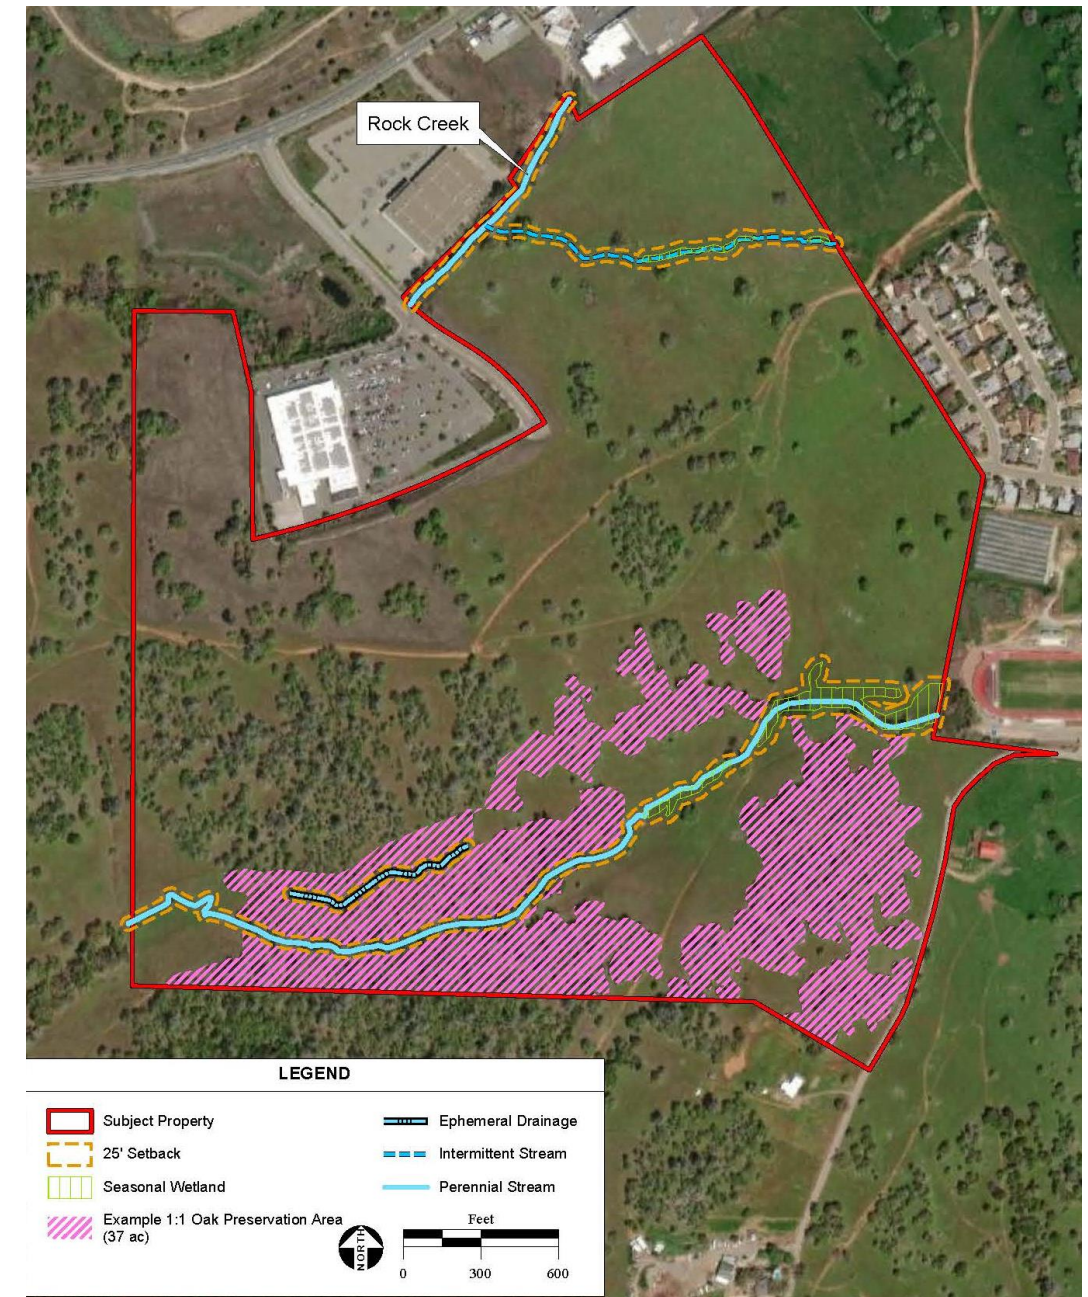 Rock Creek
LEGEND
Subject Property
25' Setback
Seasonal Wetland
Example 1:1 Oak Preservation Area
(37 ac)
Ephemeral Drainage
Intermittent Stream
Perennial Stream
NORTH
Feet
0 300 600